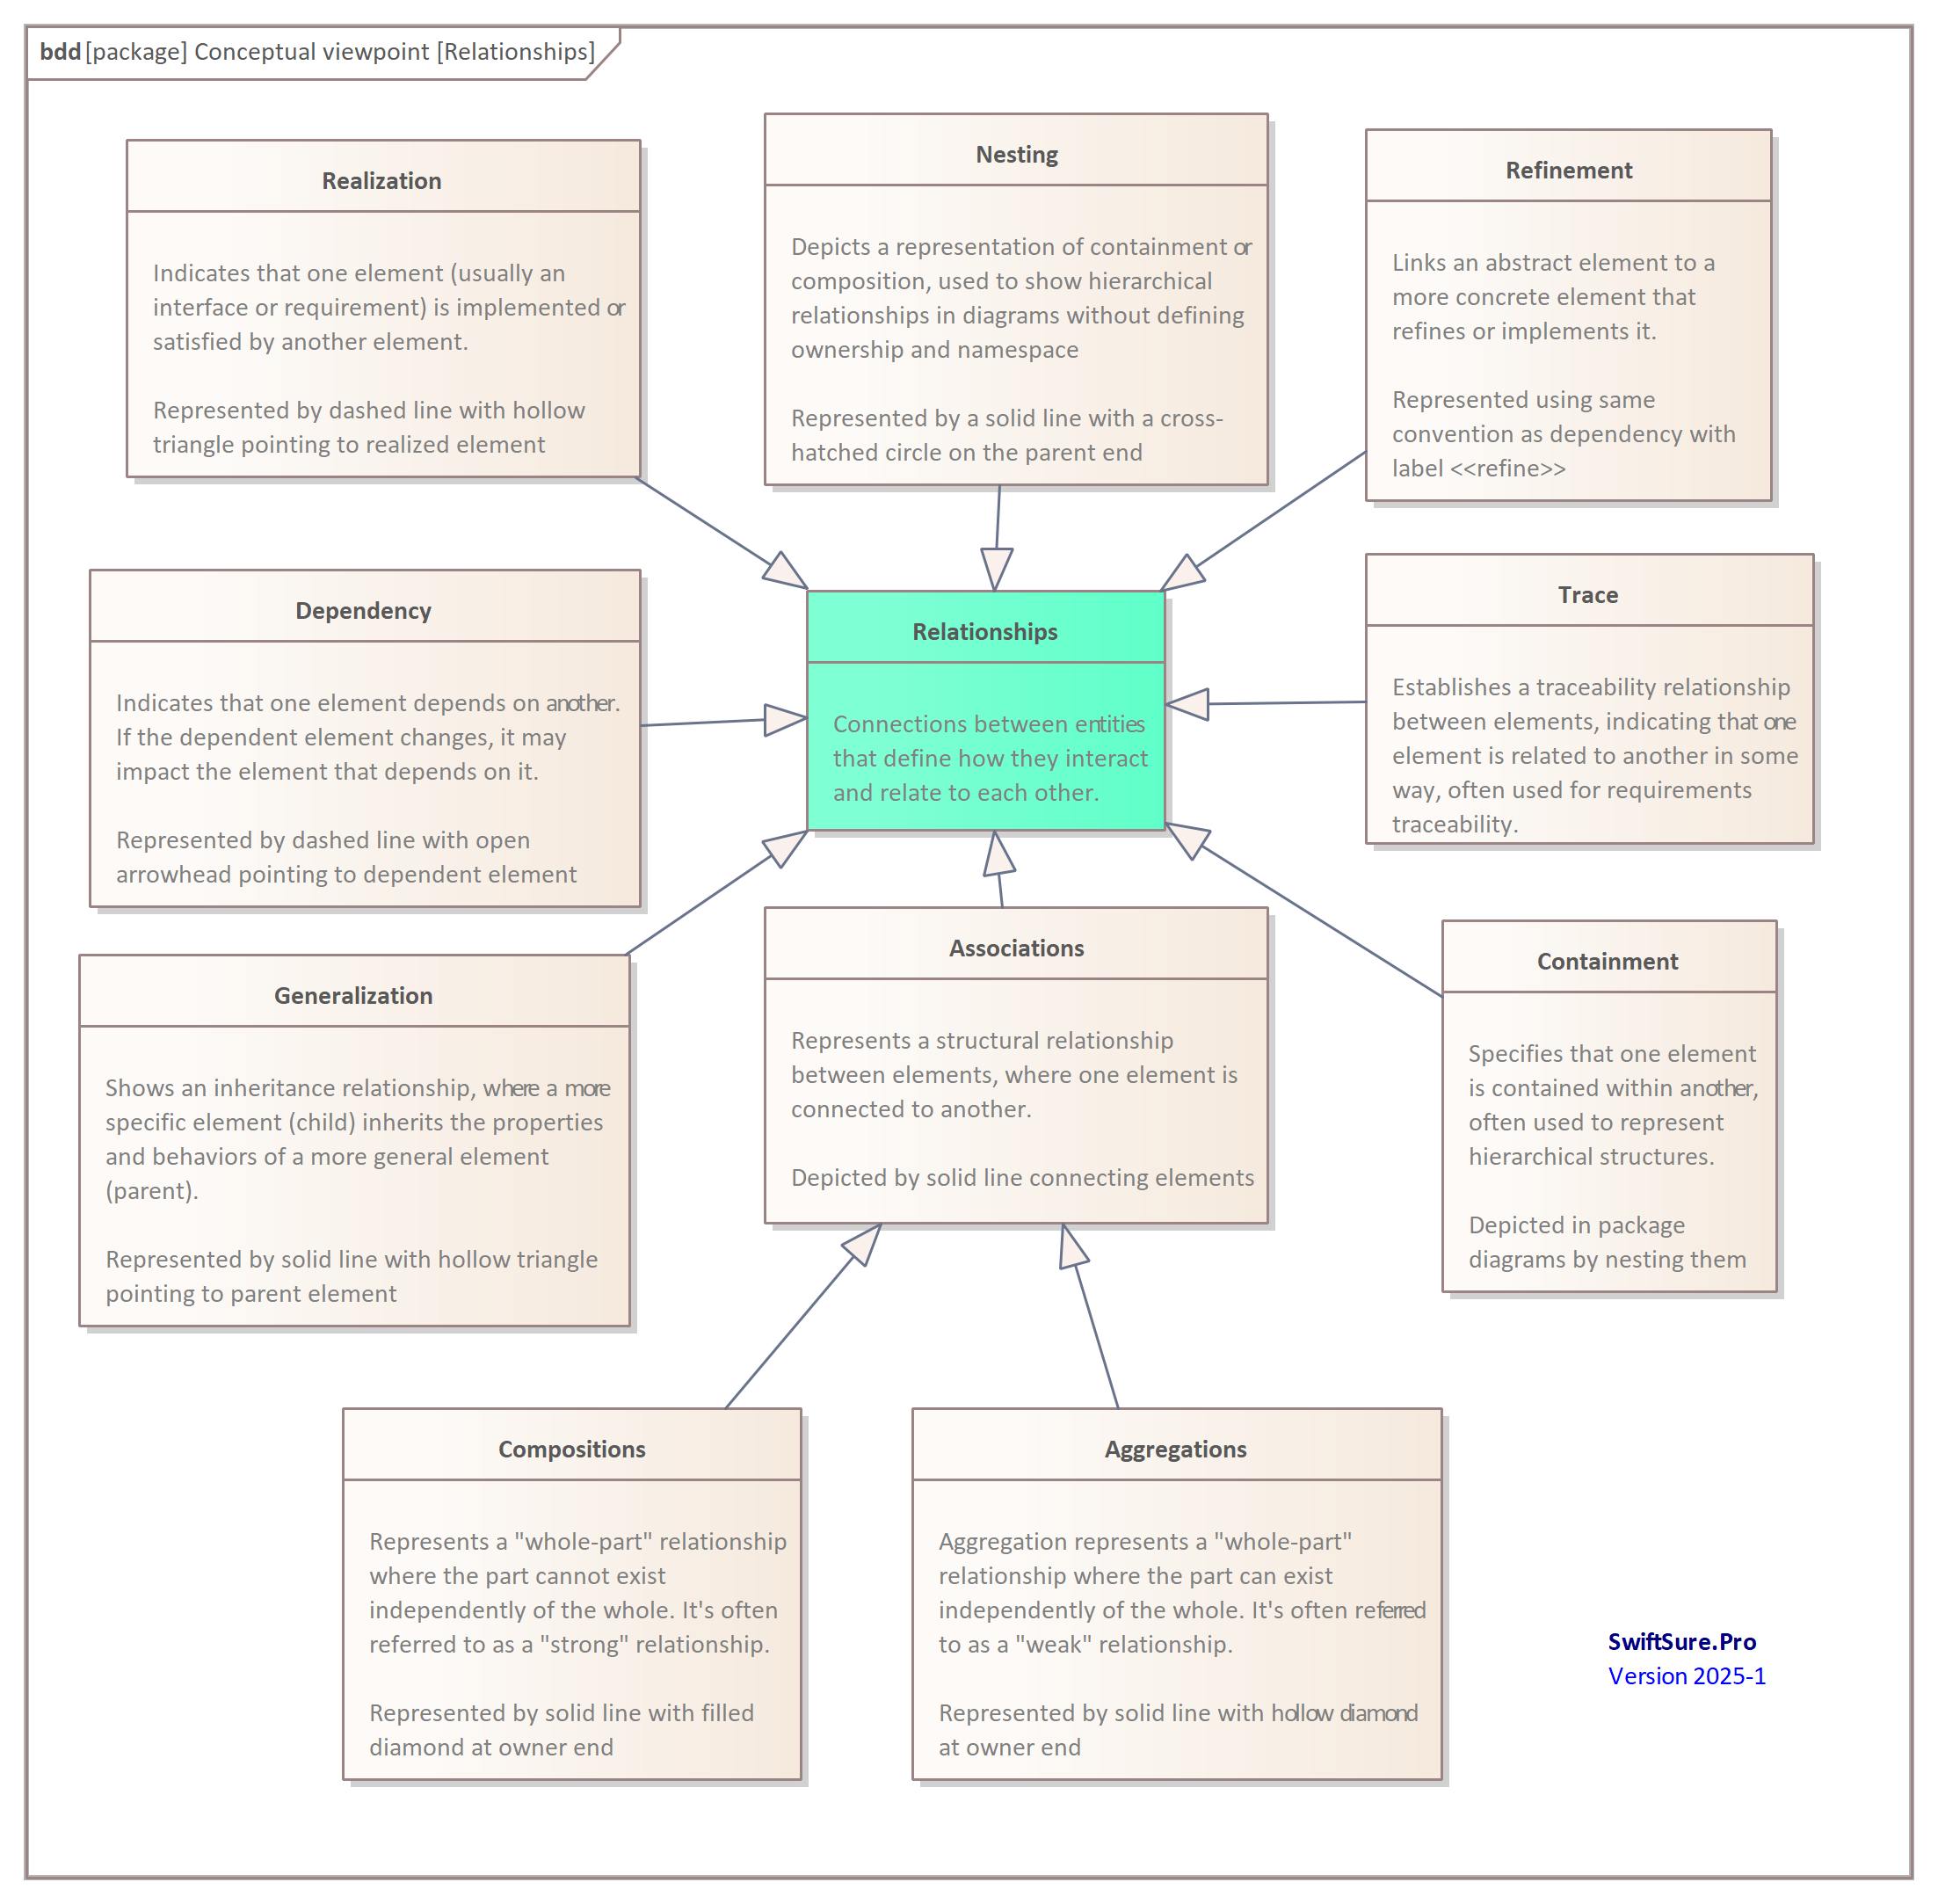 bdd [package] Conceptual viewpoint [Relationships]
Realization
Indicates that one element (usually an
interface or requirement) is implemented or
satisfied by another element.
Represented by dashed line with hollow
triangle pointing to realized element
Nesting
Depicts a representation of containment or
composition, used to show hierarchical
relationships in diagrams without defining
ownership and namespace
Represented by a solid line with a cross-
hatched circle on the parent end
Refinement
Links an abstract element to a
more concrete element that
refines or implements it.
Represented using same
convention as dependency with
label <<refine>>
Dependency
Indicates that one element depends on another.
If the dependent element changes, it may
impact the element that depends on it.
Represented by dashed line with open
arrowhead pointing to dependent element
Relationships
Connections between entities
that define how they interact
and relate to each other.
Trace
Establishes a traceability relationship
between elements, indicating that one
element is related to another in some
way, often used for requirements
traceability.
Generalization
Shows an inheritance relationship, where a more
specific element (child) inherits the properties
and behaviors of a more general element
(parent).
Represented by solid line with hollow triangle
pointing to parent element
Associations
Represents a structural relationship
between elements, where one element is
connected to another.
Depicted by solid line connecting elements
Containment
Specifies that one element
is contained within another,
often used to represent
hierarchical structures.
Depicted in package
diagrams by nesting them
Compositions
Represents a "whole-part" relationship
where the part cannot exist
independently of the whole. It's often
referred to as a "strong" relationship.
Represented by solid line with filled
diamond at owner end
Aggregations
Aggregation represents a "whole-part"
relationship where the part can exist
independently of the whole. It's often referred
to as a "weak" relationship.
Represented by solid line with hollow diamond
at owner end
SwiftSure.Pro
Version 2025-1